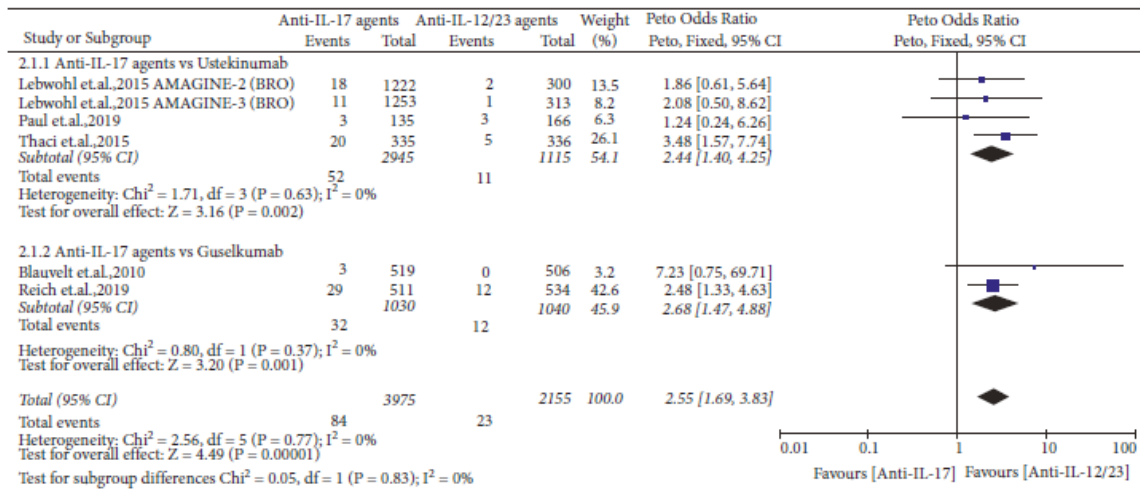 Anti-IL-17 agents Anti-IL-12/23 agents Weight Peto Odds Ratio Peto Odds Ratio
Study or Subgroup Events Total Events Total (%) Peto, Fixed, 95% CI Peto, Fixed, 95% CI
2.1.1 Anti-IL-17 agents vs Ustekinumab
Lebwohl et.al.,2015 AMAGINE-2 (BRO) 18 1222 2 300 13.5 1.86 [0.61, 5.64]
Lebwohl et.al.,2015 AMAGINE-3 (BRO) 11 1253 1 313 8.2 2.08 [0.50, 8.62]
Paul et.al.,2019 3 135 3 166 6.3 1.24 [0.24, 6.26]
Thaci et.al.,2015 20 335 5 336 26.1 3.48 [1.57, 7.74]
Subtotal (95% CI) 2945 1115 54.1 2.44 [1.40, 4.25]
Total events 52 11
Heterogeneity: Chi² = 1.71, df = 3 (P = 0.63); I² = 0%
Test for overall effect: Z = 3.16 (P = 0.002)
2.1.2 Anti-IL-17 agents vs Guselkumab
Blauvelt et.al.,2010 3 519 0 506 3.2 7.23 [0.75, 69.71]
Reich et.al.,2019 29 511 12 534 42.6 2.48 [1.33, 4.63]
Subtotal (95% CI) 1030 1040 45.9 2.68 [1.47, 4.88]
Total events 32 12
Heterogeneity: Chi² = 0.80, df = 1 (P = 0.37); I² = 0%
Test for overall effect: Z = 3.20 (P = 0.001)
Total (95% CI) 3975 2155 100.0 2.55 [1.69, 3.83]
Total events 84 23
Heterogeneity: Chi² = 2.56, df = 5 (P = 0.77); I² = 0%
Test for overall effect: Z = 4.49 (P = 0.00001)
Test for subgroup differences Chi² = 0.05, df = 1 (P = 0.83); I² = 0%
0.01 0.1 1 10 100
Favours [Anti-IL-17] Favours [Anti-IL-12/23]